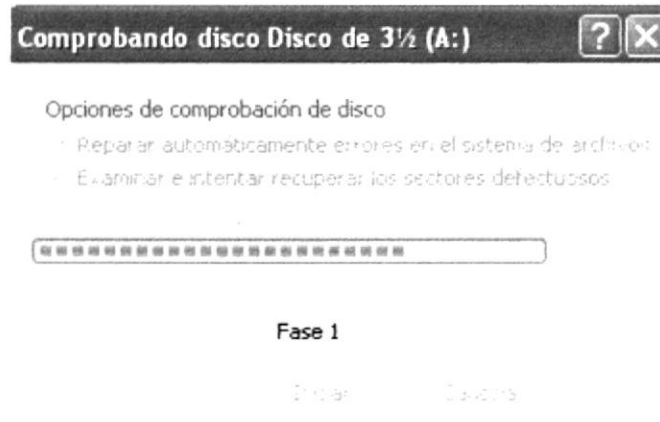 Comprobando disco Disco de 3½ (A:)
Opciones de comprobación de disco
Reparar automáticamente errores en el sistema de archivos
Examinar e intentar recuperar los sectores defectuosos
Fase 1
Iniciar